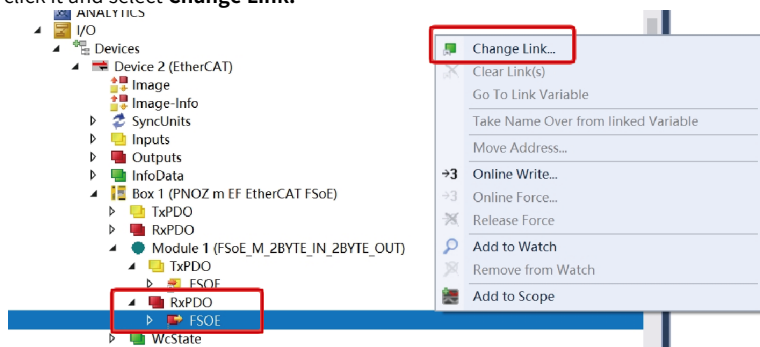 click it and select Change Link.
ANALYTICS
I/O
Devices
Device 2 (EtherCAT)
Image
Image-Info
SyncUnits
Inputs
Outputs
InfoData
Box 1 (PNOZ m EF EtherCAT FSoE)
TxPDO
RxPDO
Module 1 (FSoE_M_2BYTE_IN_2BYTE_OUT)
TxPDO
FSOE
RxPDO
FSOE
WcState
Change Link...
Clear Link(s)
Go To Link Variable
Take Name Over from linked Variable
Move Address...
→3 Online Write...
→3 Online Force...
Release Force
Add to Watch
Remove from Watch
Add to Scope